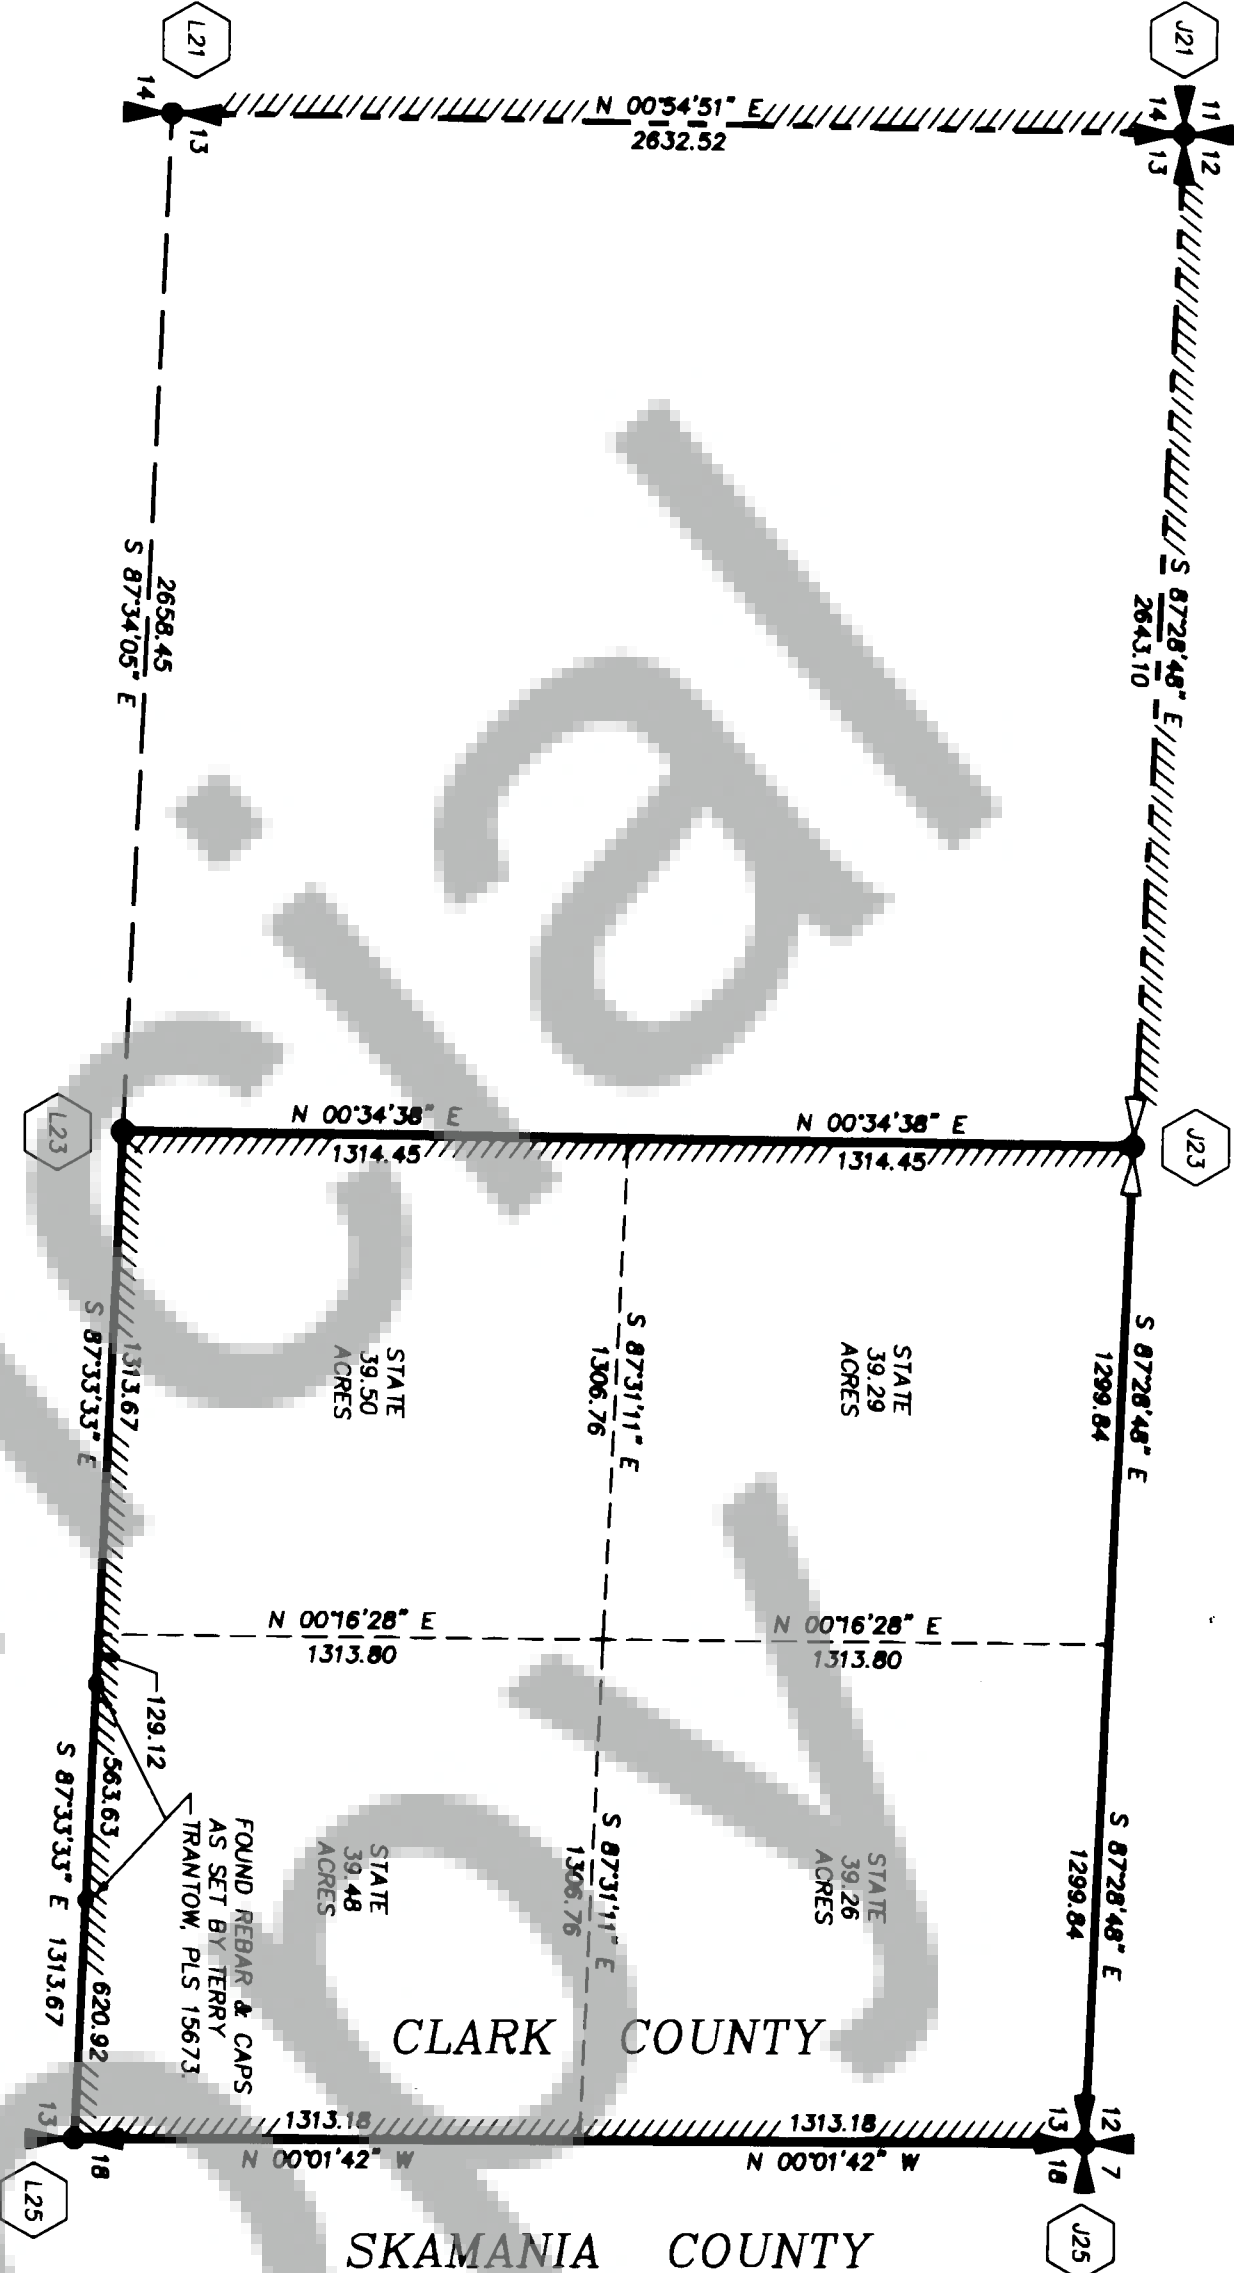 L21
J21
14
13
11
14
12
13
N 00°54'51" E
2632.52
S 87°28'48" E
2643.10
2658.45
S 87°34'05" E
L23
J23
N 00°34'38" E
1314.45
N 00°34'38" E
1314.45
S 87°28'48" E
1299.84
STATE
39.29
ACRES
S 87°31'11" E
1306.76
STATE
39.50
ACRES
1313.67
S 87°33'33" E
N 00°16'28" E
1313.80
N 00°16'28" E
1313.80
129.12
563.63
620.92
S 87°33'33" E 1313.67
FOUND REBAR & CAPS
AS SET BY TERRY
TRANTOW, PLS 15673.
STATE
39.48
ACRES
S 87°31'11" E
1306.76
STATE
39.26
ACRES
S 87°28'48" E
1299.84
CLARK COUNTY
1313.18
N 00°01'42" W
1313.18
N 00°01'42" W
13
18
12
13
7
18
L25
J25
SKAMANIA COUNTY